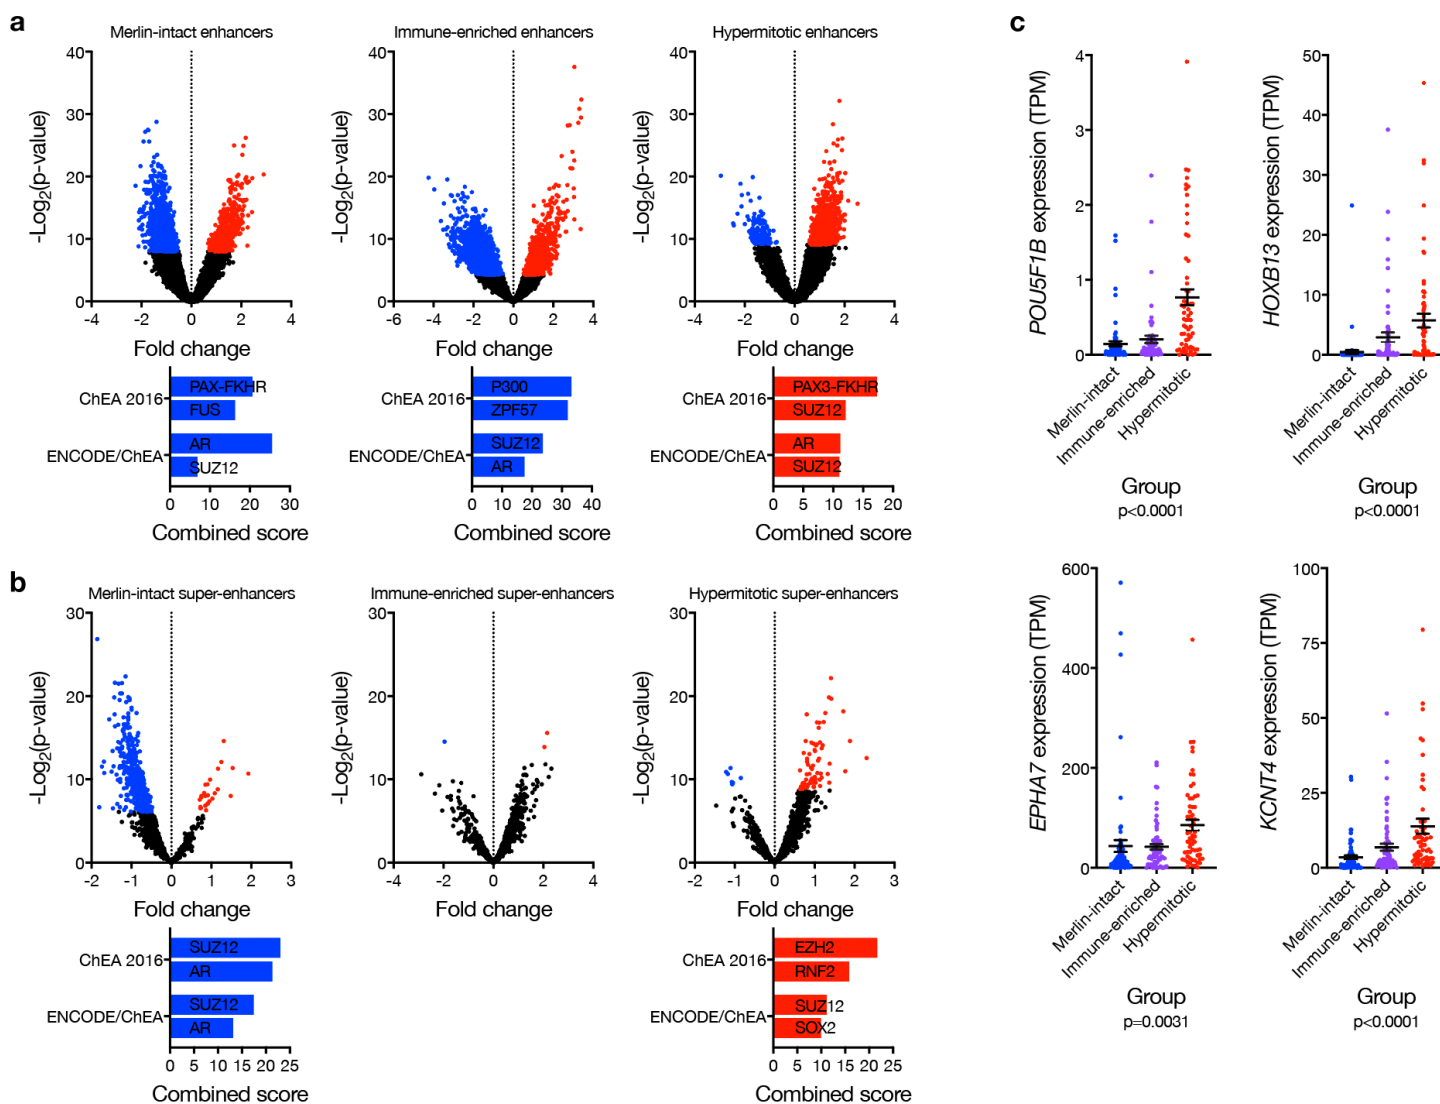 a
Merlin-intact enhancers
Immune-enriched enhancers
Hypermitotic enhancers
-Log2(p-value)
40
30
20
10
0
-4 -2 0 2 4
Fold change
-Log2(p-value)
40
30
20
10
0
-6 -4 -2 0 2 4
Fold change
-Log2(p-value)
40
30
20
10
0
-4 -2 0 2 4
Fold change
ChEA 2016
PAX-FKHR
FUS
ENCODE/ChEA
AR
SUZ12
0 10 20 30
Combined score
ChEA 2016
P300
ZPF57
ENCODE/ChEA
SUZ12
AR
0 10 20 30 40
Combined score
ChEA 2016
PAX3-FKHR
SUZ12
ENCODE/ChEA
AR
SUZ12
0 5 10 15 20
Combined score
b
Merlin-intact super-enhancers
Immune-enriched super-enhancers
Hypermitotic super-enhancers
-Log2(p-value)
30
20
10
0
-2 -1 0 1 2 3
Fold change
-Log2(p-value)
30
20
10
0
-4 -2 0 2 4
Fold change
-Log2(p-value)
30
20
10
0
-2 -1 0 1 2 3
Fold change
ChEA 2016
SUZ12
AR
ENCODE/ChEA
SUZ12
AR
0 5 10 15 20 25
Combined score
ChEA 2016
EZH2
RNF2
ENCODE/ChEA
SUZ12
SOX2
0 5 10 15 20 25
Combined score
c
POU5F1B expression (TPM)
4
3
2
1
0
Merlin-intact
Immune-enriched
Hypermitotic
Group
p<0.0001
HOXB13 expression (TPM)
50
40
30
20
10
0
Merlin-intact
Immune-enriched
Hypermitotic
Group
p<0.0001
EPHA7 expression (TPM)
600
400
200
0
Merlin-intact
Immune-enriched
Hypermitotic
Group
p=0.0031
KCNT4 expression (TPM)
100
75
50
25
0
Merlin-intact
Immune-enriched
Hypermitotic
Group
p<0.0001